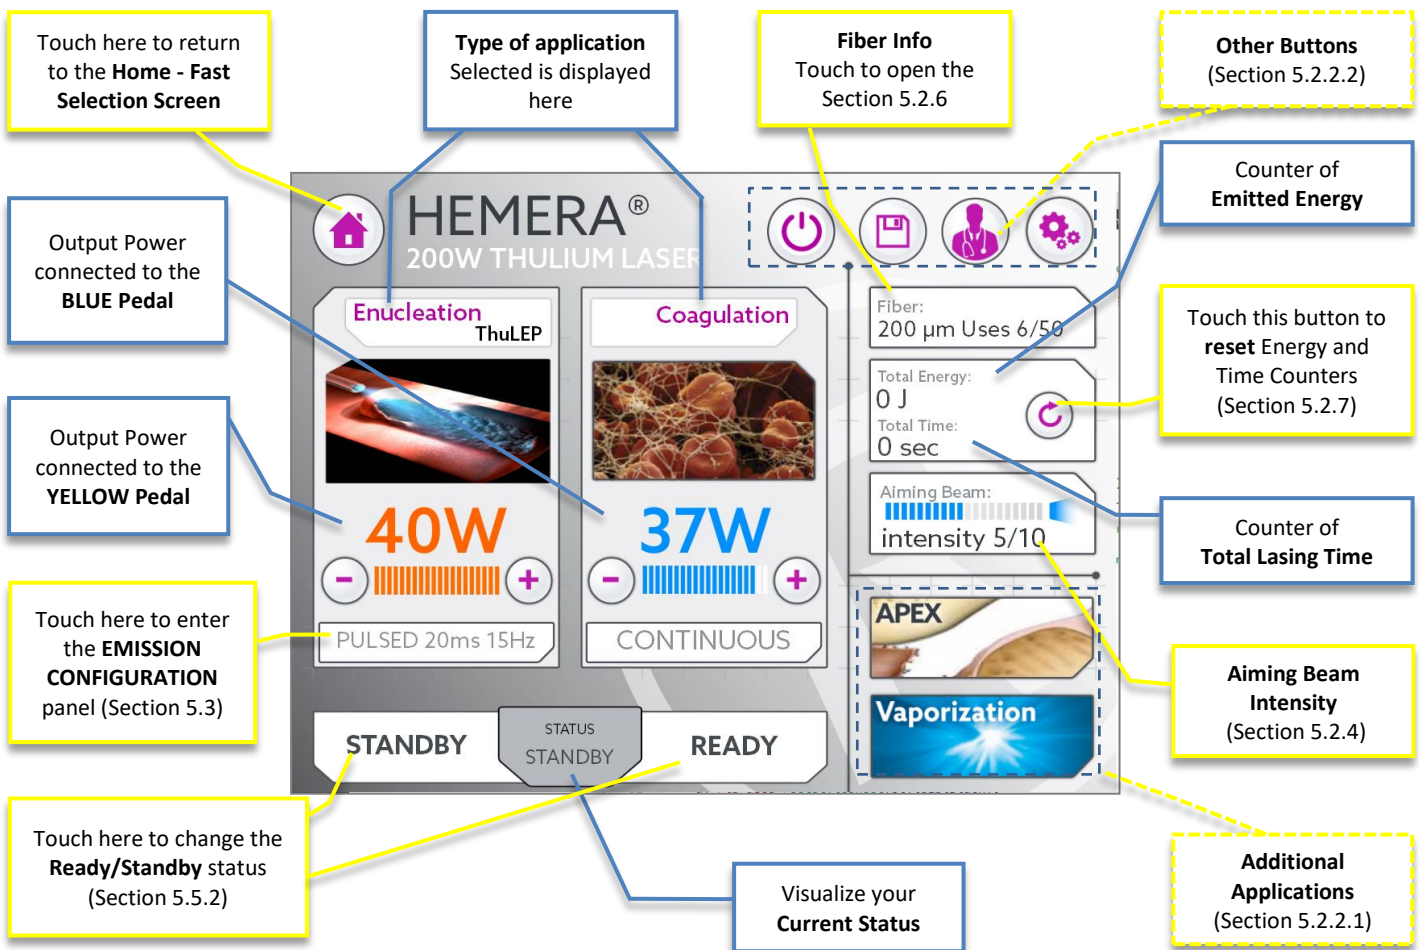 Touch here to return
to the Home - Fast
Selection Screen
Type of application
Selected is displayed
here
Fiber Info
Touch to open the
Section 5.2.6
Other Buttons
(Section 5.2.2.2)
Output Power
connected to the
BLUE Pedal
Output Power
connected to the
YELLOW Pedal
Touch here to enter
the EMISSION
CONFIGURATION
panel (Section 5.3)
Touch here to change the
Ready/Standby status
(Section 5.5.2)
HEMERA®
200W THULIUM LASER
Enucleation
ThuLEP
40W
-
+
PULSED 20ms 15Hz
Coagulation
37W
-
+
CONTINUOUS
Fiber:
200 µm Uses 6/50
Total Energy:
0 J
Total Time:
0 sec
Aiming Beam:
intensity 5/10
APEX
Vaporization
STANDBY
STATUS
STANDBY
READY
Counter of
Emitted Energy
Touch this button to
reset Energy and
Time Counters
(Section 5.2.7)
Counter of
Total Lasing Time
Aiming Beam
Intensity
(Section 5.2.4)
Visualize your
Current Status
Additional
Applications
(Section 5.2.2.1)